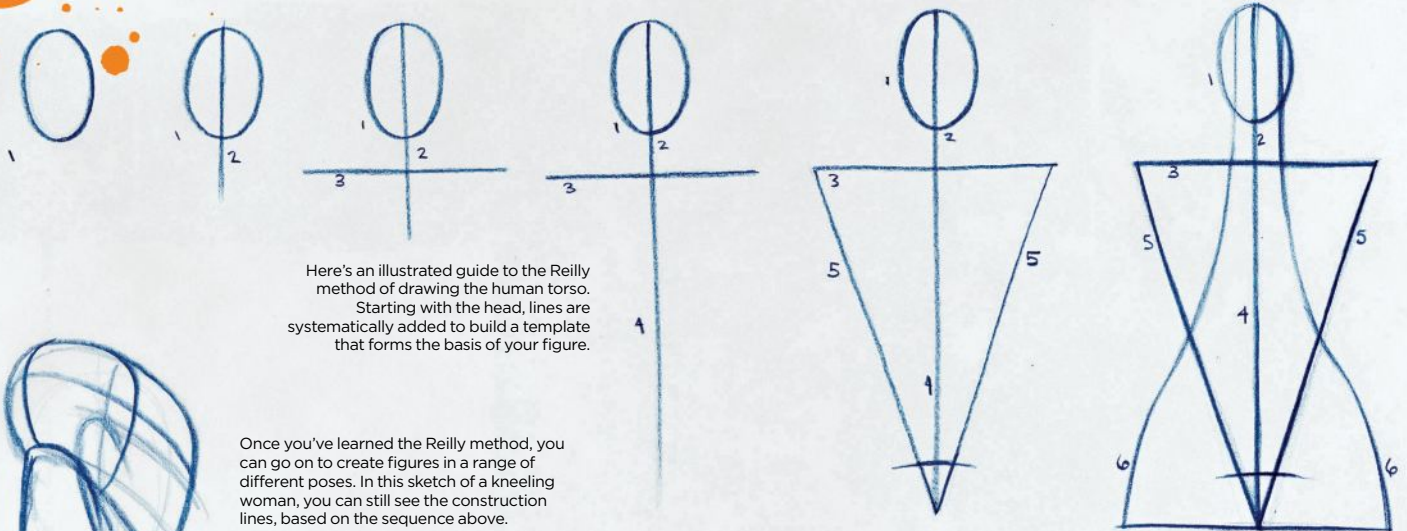 1
1
2
1
2
3
1
2
3
4
1
2
3
4
5
5
1
2
3
4
5
5
6
6
Here's an illustrated guide to the Reilly
method of drawing the human torso.
Starting with the head, lines are
systematically added to build a template
that forms the basis of your figure.
Once you've learned the Reilly method, you
can go on to create figures in a range of
different poses. In this sketch of a kneeling
woman, you can still see the construction
lines, based on the sequence above.